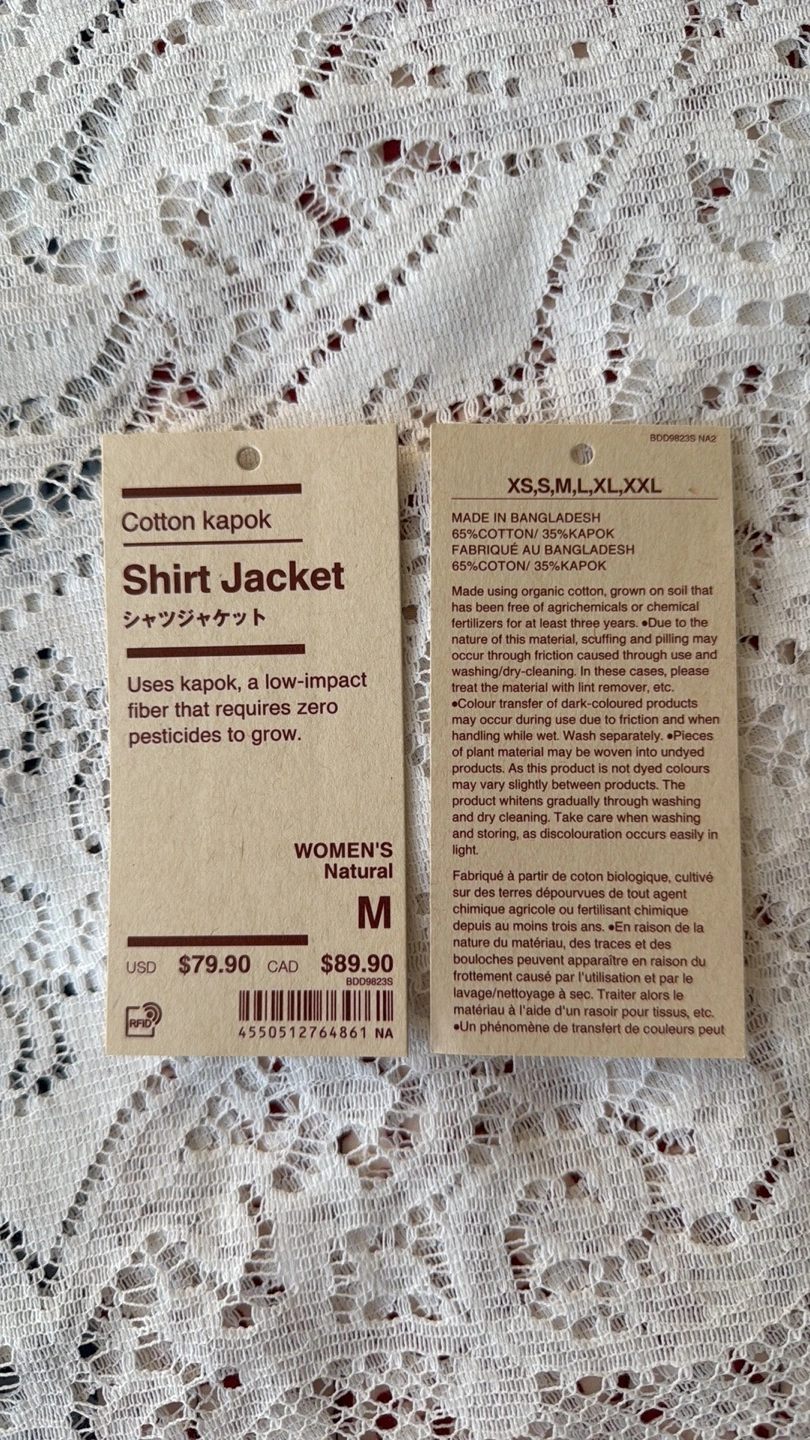 Cotton kapok
Shirt Jacket
シャツジャケット
Uses kapok, a low-impact
fiber that requires zero
pesticides to grow.
WOMEN'S
Natural
M
USD $79.90 CAD $89.90
BDD9823S
RFID
4550512764861 NA
BDD9823S NA2
XS,S,M,L,XL,XXL
MADE IN BANGLADESH
65%COTTON/ 35%KAPOK
FABRIQUÉ AU BANGLADESH
65%COTON/ 35%KAPOK
Made using organic cotton, grown on soil that
has been free of agrichemicals or chemical
fertilizers for at least three years. ●Due to the
nature of this material, scuffing and pilling may
occur through friction caused through use and
washing/dry-cleaning. In these cases, please
treat the material with lint remover, etc.
●Colour transfer of dark-coloured products
may occur during use due to friction and when
handling while wet. Wash separately. ●Pieces
of plant material may be woven into undyed
products. As this product is not dyed colours
may vary slightly between products. The
product whitens gradually through washing
and dry cleaning. Take care when washing
and storing, as discolouration occurs easily in
light.
Fabriqué à partir de coton biologique, cultivé
sur des terres dépourvues de tout agent
chimique agricole ou fertilisant chimique
depuis au moins trois ans. ●En raison de la
nature du matériau, des traces et des
bouloches peuvent apparaître en raison du
frottement causé par l'utilisation et par le
lavage/nettoyage à sec. Traiter alors le
matériau à l'aide d'un rasoir pour tissus, etc.
●Un phénomène de transfert de couleurs peut